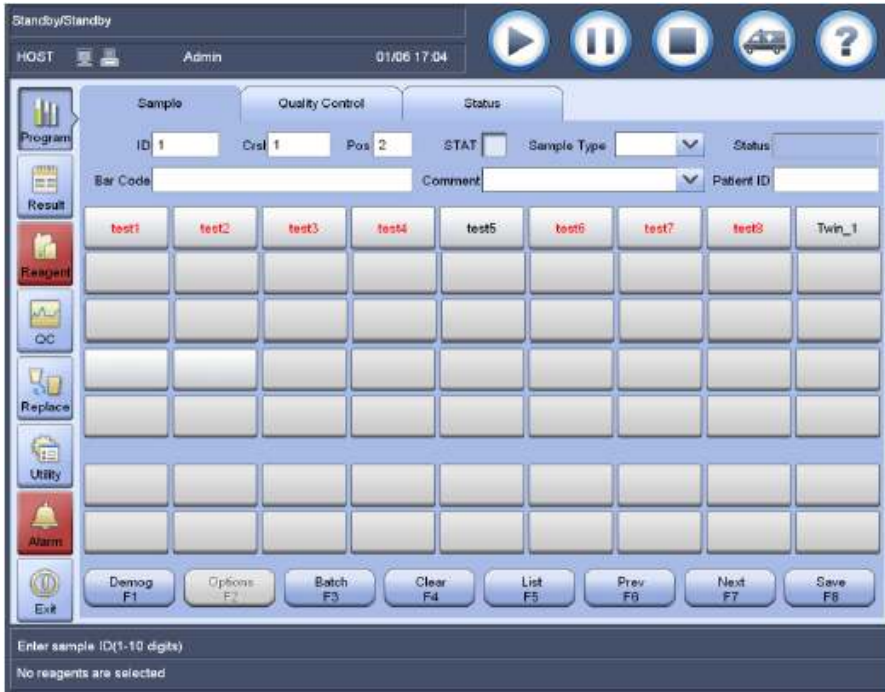 Standby/Standby
HOST Admin 01/06 17:04
?
Sample Quality Control Status
Program
ID 1 Crsl 1 Pos 2 STAT Sample Type Status
Bar Code Comment Patient ID
Result
test1 test2 test3 test4 test5 test6 test7 test8 Twin_1
Reagent
QC
Replace
Utility
Alarm
Demog Options Batch Clear List Prev Next Save
F1 F2 F3 F4 F5 F6 F7 F8
Exit
Enter sample ID(1-10 digits)
No reagents are selected